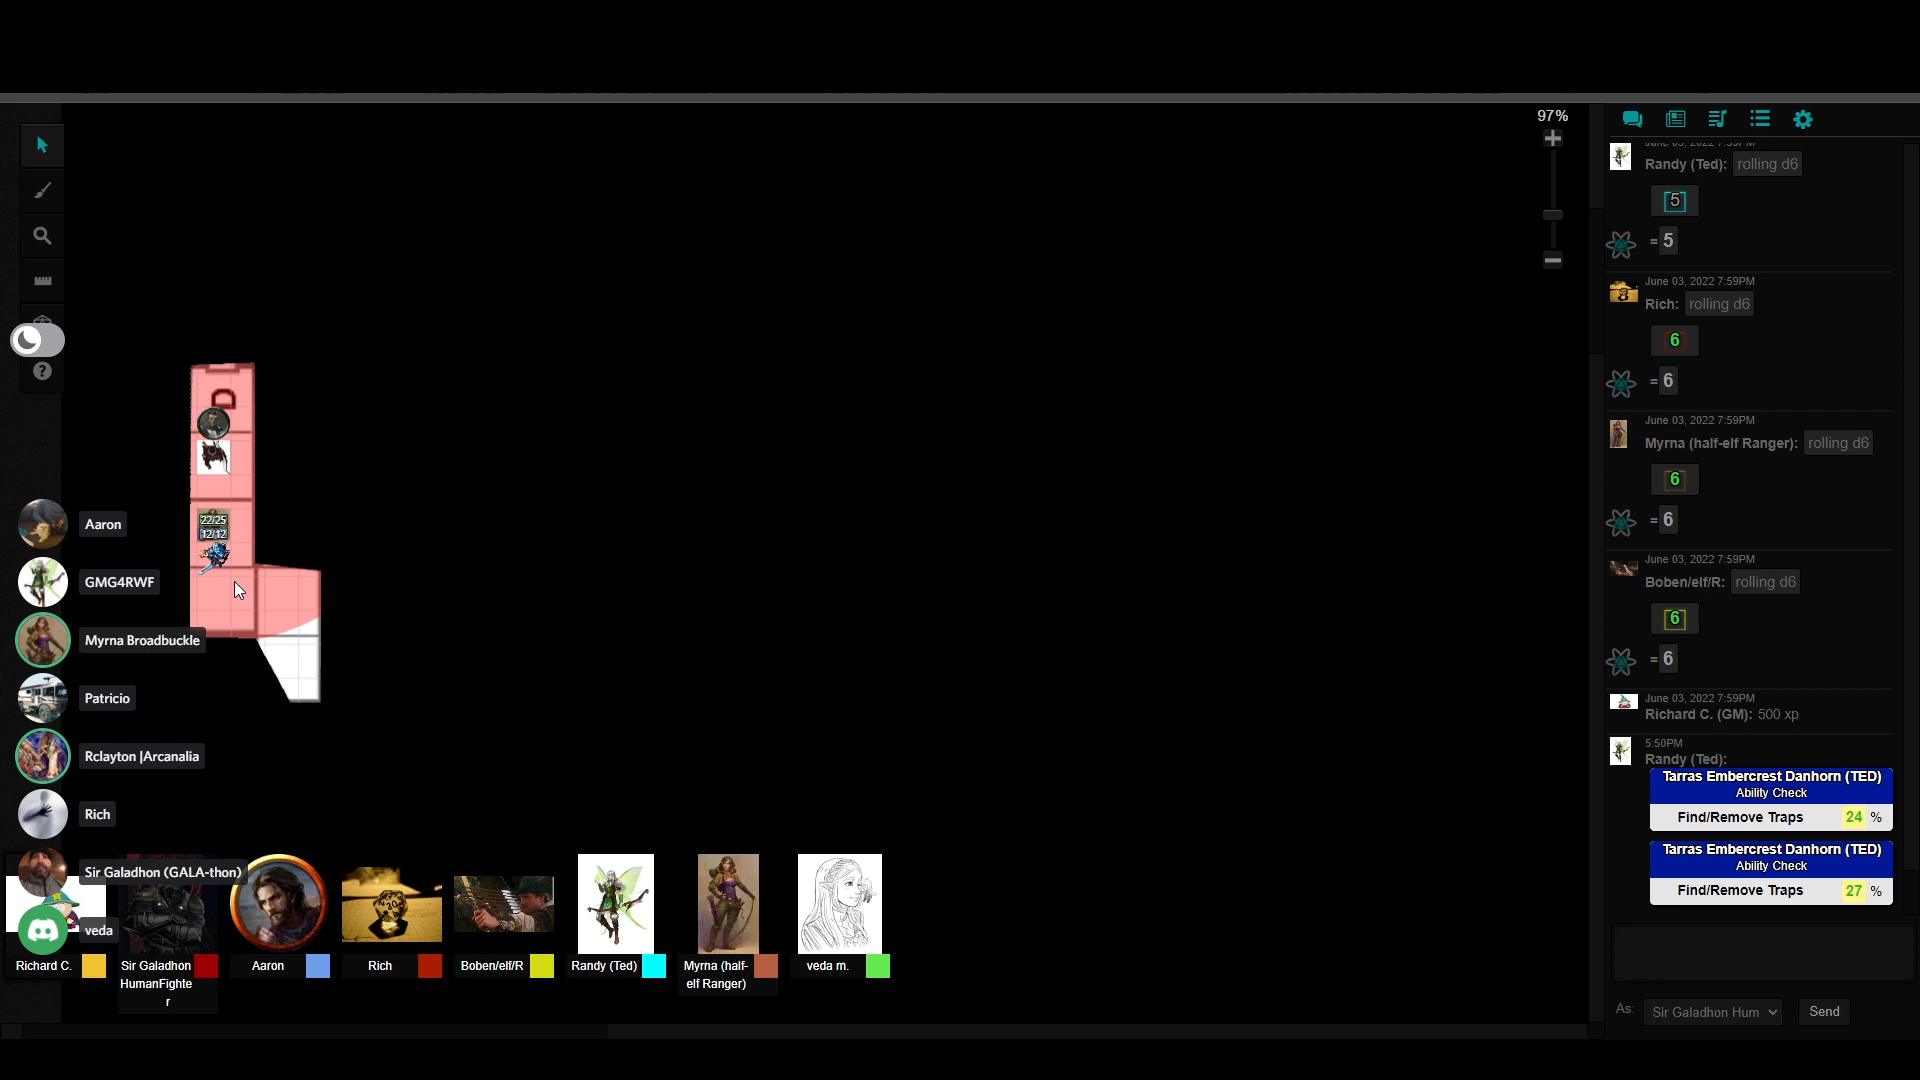 97%
Randy (Ted): rolling d6
5
= 5
June 03, 2022 7:59PM
Rich: rolling d6
6
= 6
June 03, 2022 7:59PM
Myrna (half-elf Ranger): rolling d6
6
= 6
June 03, 2022 7:59PM
Boben/elf/R: rolling d6
6
= 6
June 03, 2022 7:59PM
Richard C. (GM): 500 xp
5:50PM
Randy (Ted):
Tarras Embercrest Danhorn (TED)
Ability Check
Find/Remove Traps 24 %
Tarras Embercrest Danhorn (TED)
Ability Check
Find/Remove Traps 27 %
As: Sir Galadhon Hum Send
D
22/25
12/12
Aaron
GMG4RWF
Myrna Broadbuckle
Patricio
Rclayton |Arcanalia
Rich
Sir Galadhon (GALA-thon)
veda
Richard C.
Sir Galadhon
HumanFighte
r
Aaron
Rich
Boben/elf/R
Randy (Ted)
Myrna (half-
elf Ranger)
veda m.